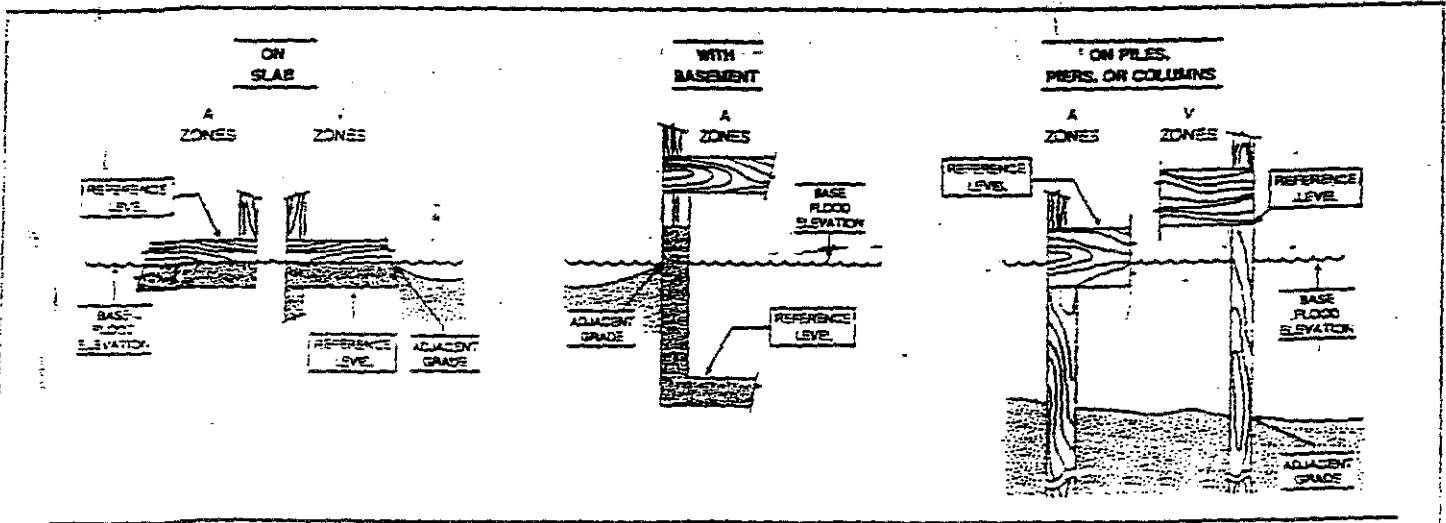 ON
SLAB
A
ZONES
V
ZONES
REFERENCE
LEVEL
BASE
FLOOD
ELEVATION
REFERENCE
LEVEL
ADJACENT
GRADE
WITH
BASEMENT
A
ZONES
BASE
FLOOD
ELEVATION
ADJACENT
GRADE
REFERENCE
LEVEL
ON PILES,
PIERS, OR COLUMNS
A
ZONES
V
ZONES
REFERENCE
LEVEL
REFERENCE
LEVEL
BASE
FLOOD
ELEVATION
ADJACENT
GRADE